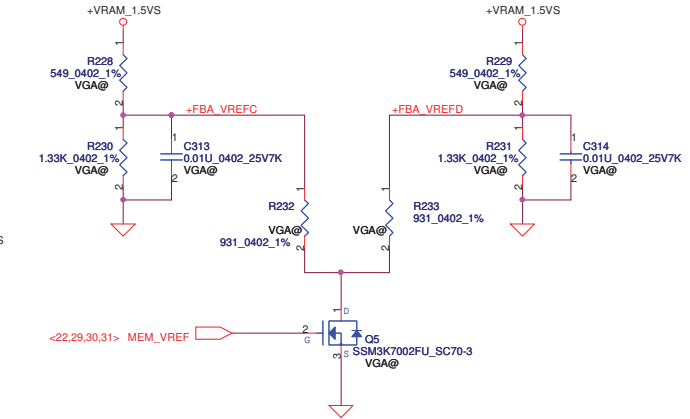 +VRAM_1.5VS
+VRAM_1.5VS
1
R228
549_0402_1%
VGA@
2
1
R229
549_0402_1%
VGA@
2
+FBA_VREFC
+FBA_VREFD
1
R230
1.33K_0402_1%
VGA@
2
1
C313
0.01U_0402_25V7K
VGA@
2
1
R231
1.33K_0402_1%
VGA@
2
1
C314
0.01U_0402_25V7K
VGA@
2
1
R232
VGA@
931_0402_1%
2
1
R233
931_0402_1%
VGA@
2
S
<22,29,30,31> MEM_VREF
2
G
1
D
3
S
Q5
SSM3K7002FU_SC70-3
VGA@